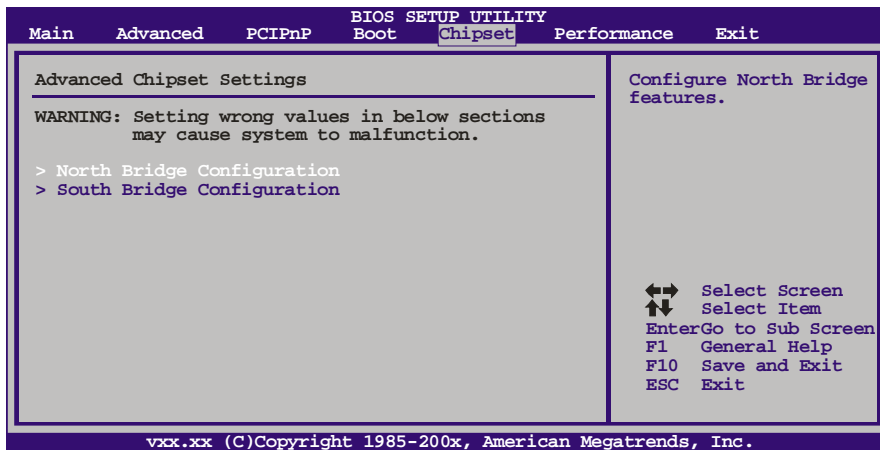 BIOS SETUP UTILITY
Main Advanced PCIPnP Boot Chipset Performance Exit
Advanced Chipset Settings
WARNING: Setting wrong values in below sections
may cause system to malfunction.
> North Bridge Configuration
> South Bridge Configuration
Configure North Bridge
features.
Select Screen
Select Item
EnterGo to Sub Screen
F1 General Help
F10 Save and Exit
ESC Exit
vxx.xx (C)Copyright 1985-200x, American Megatrends, Inc.